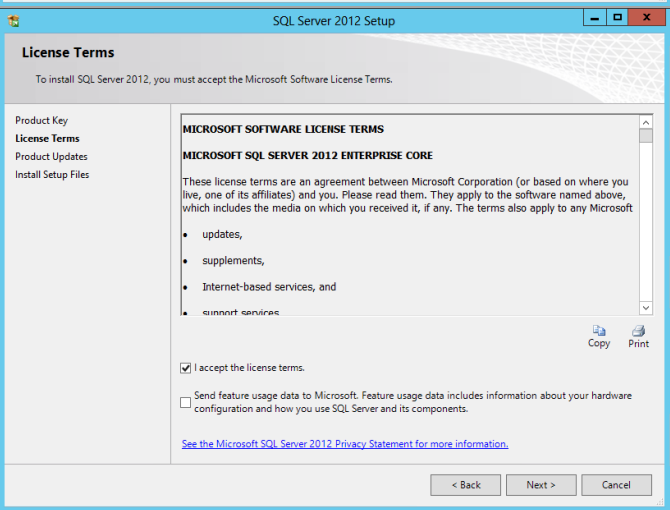 SQL Server 2012 Setup
License Terms
To install SQL Server 2012, you must accept the Microsoft Software License Terms.
Product Key
License Terms
Product Updates
Install Setup Files
MICROSOFT SOFTWARE LICENSE TERMS
MICROSOFT SQL SERVER 2012 ENTERPRISE CORE
These license terms are an agreement between Microsoft Corporation (or based on where you
live, one of its affiliates) and you. Please read them. They apply to the software named above,
which includes the media on which you received it, if any. The terms also apply to any Microsoft
• updates,
• supplements,
• Internet-based services, and
• support services
Copy Print
I accept the license terms.
Send feature usage data to Microsoft. Feature usage data includes information about your hardware
configuration and how you use SQL Server and its components.
See the Microsoft SQL Server 2012 Privacy Statement for more information.
< Back Next > Cancel